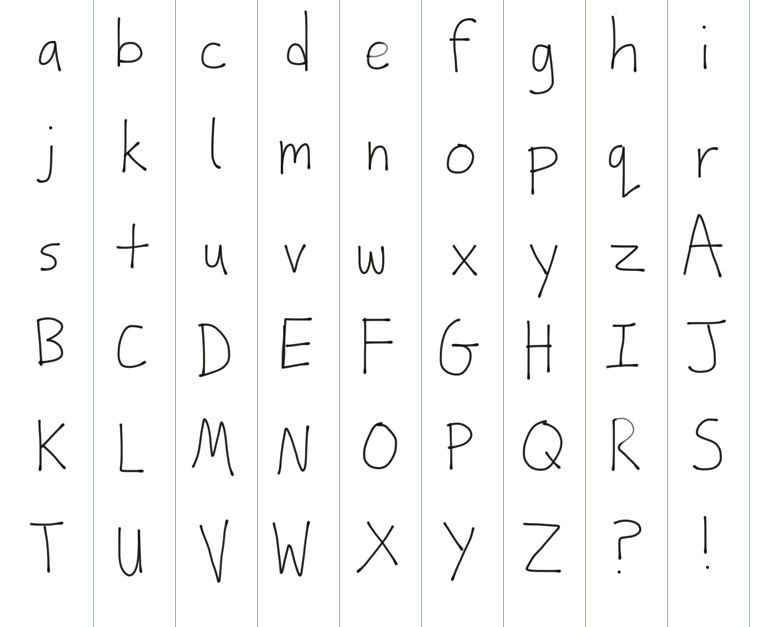 a b c d e f g h i
j k l m n o p q r
s t u v w x y z A
B C D E F G H I J
K L M N O P Q R S
T U V W X Y Z ? !